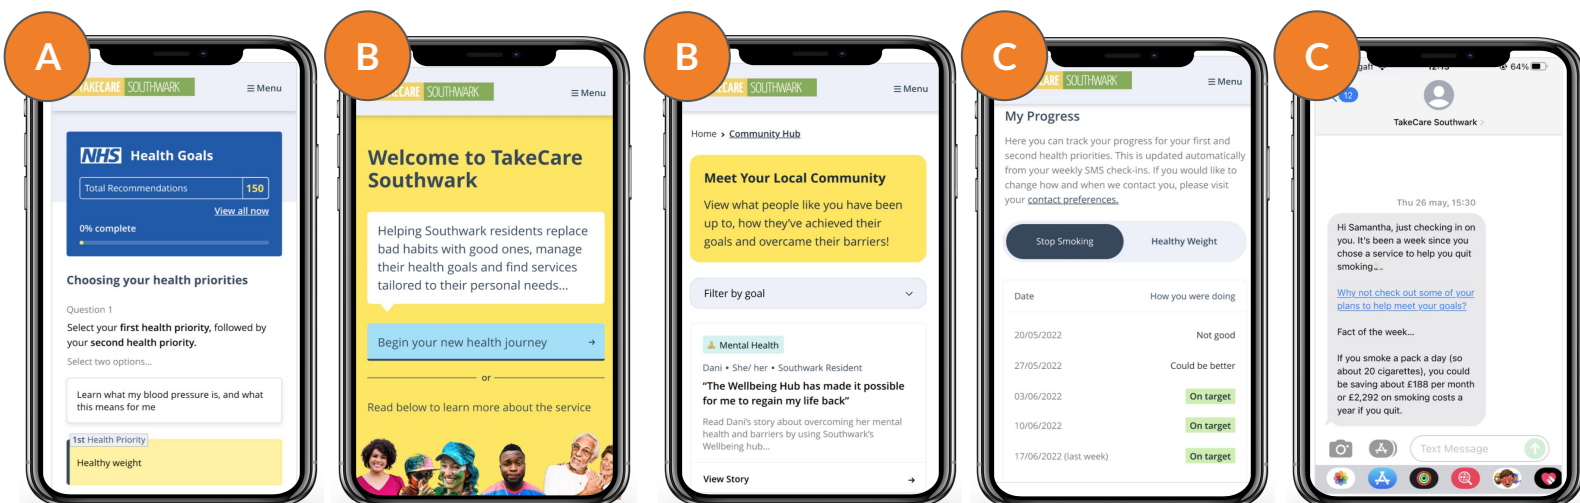 A
TAKECARE SOUTHWARK
Menu
NHS Health Goals
Total Recommendations 150
View all now
0% complete
Choosing your health priorities
Question 1
Select your first health priority, followed by
your second health priority.
Select two options...
Learn what my blood pressure is, and what
this means for me
1st Health Priority
Healthy weight
B
CARE SOUTHWARK
Menu
Welcome to TakeCare
Southwark
Helping Southwark residents replace
bad habits with good ones, manage
their health goals and find services
tailored to their personal needs...
Begin your new health journey →
or
Read below to learn more about the service
B
CARE SOUTHWARK
Menu
Home > Community Hub
Meet Your Local Community
View what people like you have been
up to, how they've achieved their
goals and overcame their barriers!
Filter by goal
Mental Health
Dani • She/ her • Southwark Resident
"The Wellbeing Hub has made it possible
for me to regain my life back"
Read Dani's story about overcoming her mental
health and barriers by using Southwark's
Wellbeing hub...
View Story →
C
CARE SOUTHWARK
Menu
My Progress
Here you can track your progress for your first and
second health priorities. This is updated automatically
from your weekly SMS check-ins. If you would like to
change how and when we contact you, please visit
your contact preferences.
Stop Smoking Healthy Weight
Date How you were doing
20/05/2022 Not good
27/05/2022 Could be better
03/06/2022 On target
10/06/2022 On target
17/06/2022 (last week) On target
C
64%
12
TakeCare Southwark >
Thu 26 may, 15:30
Hi Samantha, just checking in on
you. It's been a week since you
chose a service to help you quit
smoking
Why not check out some of your
plans to help meet your goals?
Fact of the week...
If you smoke a pack a day (so
about 20 cigarettes), you could
be saving about £188 per month
or £2,292 on smoking costs a
year if you quit.
Text Message